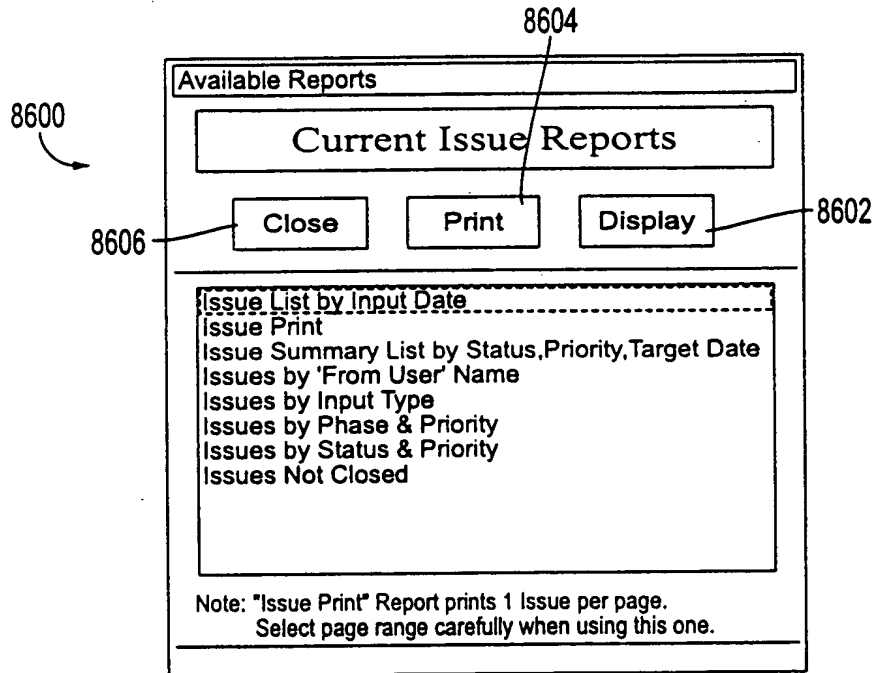 8604
Available Reports
8600
Current Issue Reports
Close
Print
Display
8602
8606
Issue List by Input Date
Issue Print
Issue Summary List by Status,Priority,Target Date
Issues by 'From User' Name
Issues by Input Type
Issues by Phase & Priority
Issues by Status & Priority
Issues Not Closed
Note: "Issue Print" Report prints 1 Issue per page.
Select page range carefully when using this one.